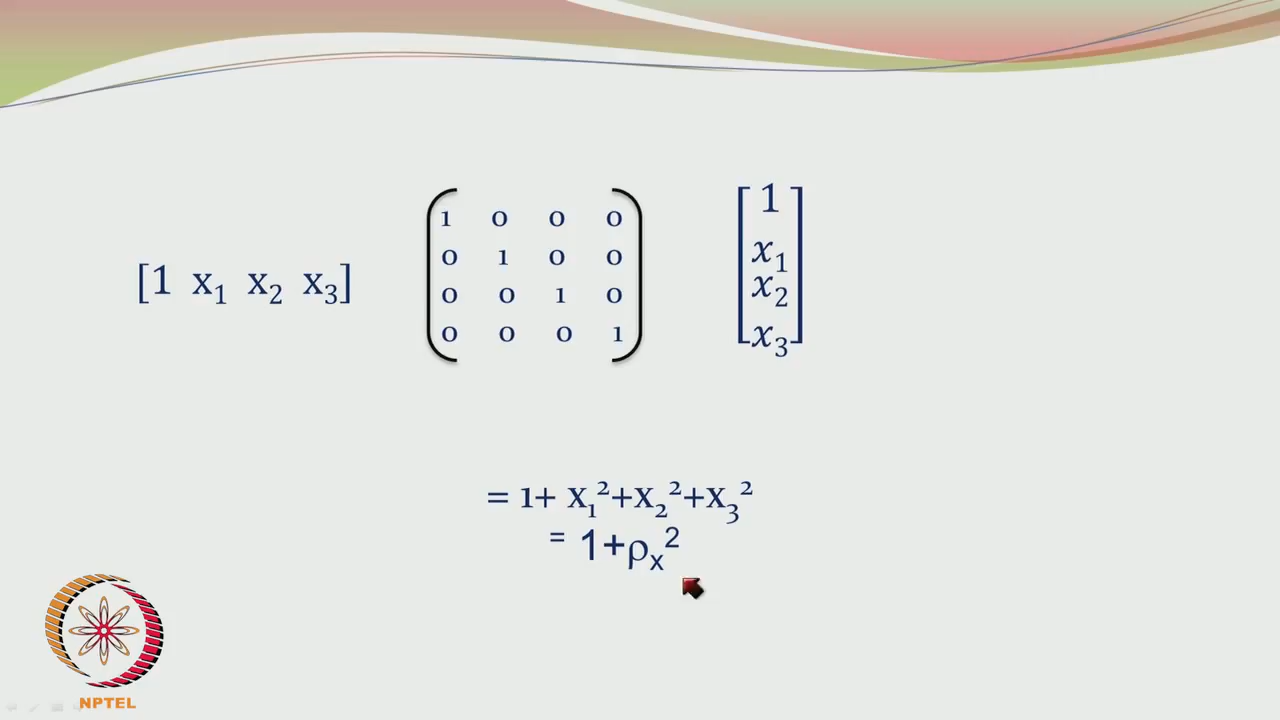 [1 x₁ x₂ x₃]
1 0 0 0
0 1 0 0
0 0 1 0
0 0 0 1
1
x₁
x₂
x₃
= 1+ x₁²+x₂²+x₃²
= 1+ρₓ²
NPTEL